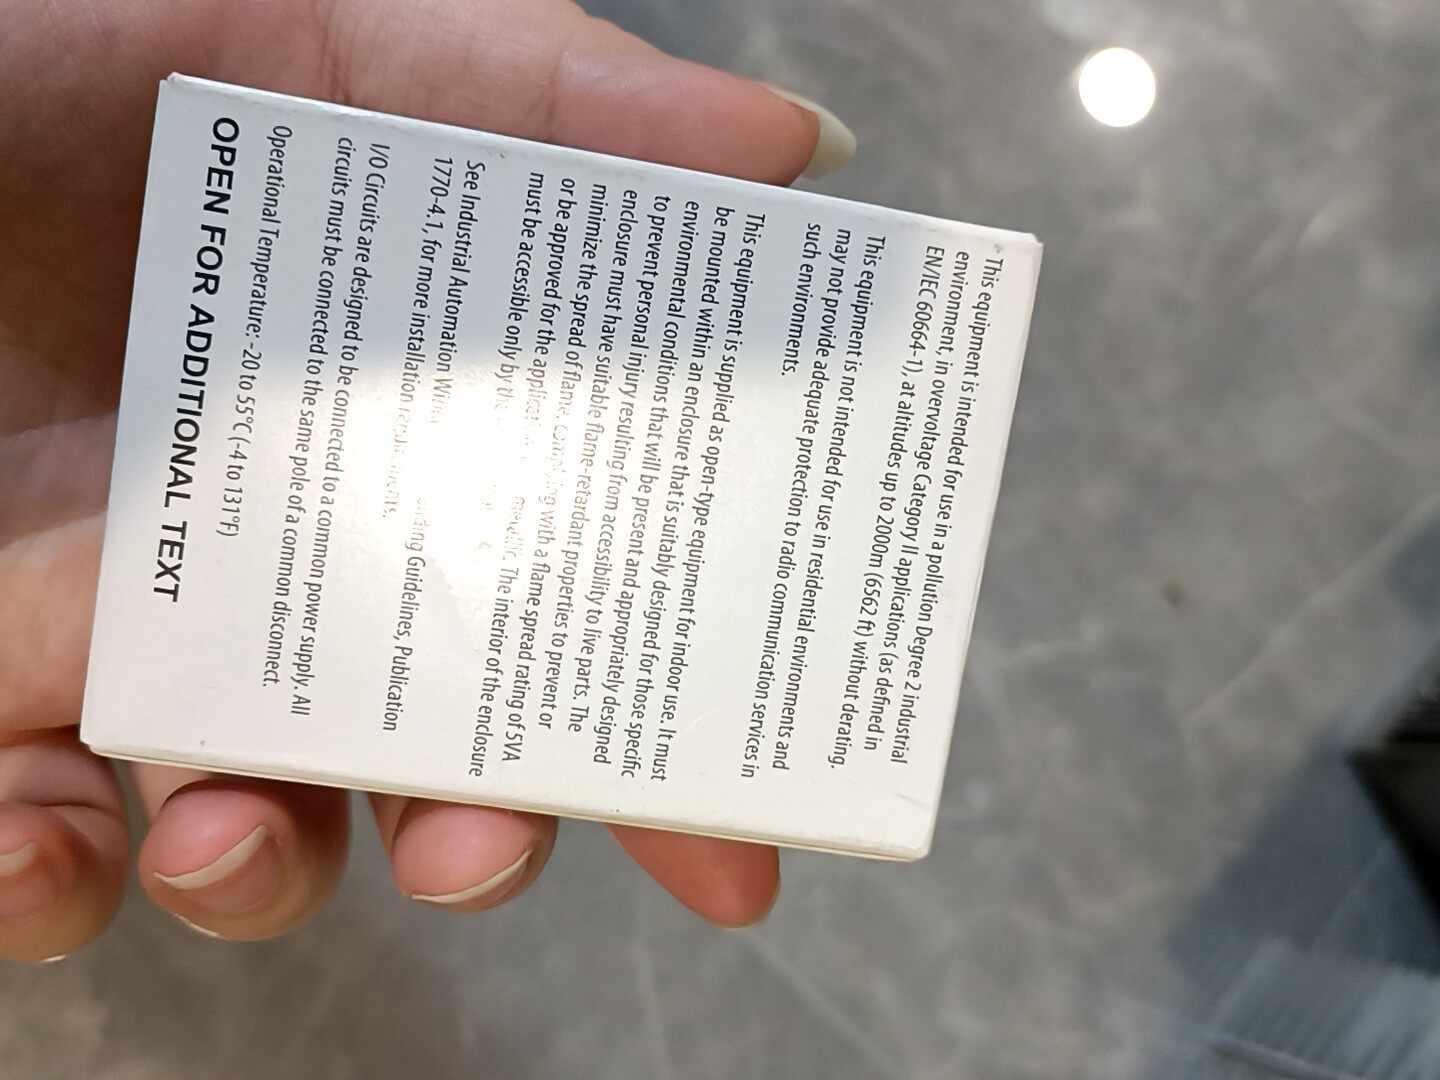 This equipment is intended for use in a pollution Degree 2 industrial
environment, in overvoltage Category II applications (as defined in
EN/IEC 60664-1), at altitudes up to 2000m (6562 ft) without derating.
This equipment is not intended for use in residential environments and
may not provide adequate protection to radio communication services in
such environments.
This equipment is supplied as open-type equipment for indoor use. It must
be mounted within an enclosure that is suitably designed for those specific
environmental conditions that will be present and appropriately designed
to prevent personal injury resulting from accessibility to live parts. The
enclosure must have suitable flame-retardant properties to prevent or
minimize the spread of flame, complying with a flame spread rating of 5VA
or be approved for the application if metallic. The interior of the enclosure
must be accessible only by the
See Industrial Automation Guidelines, Publication
1770-4.1, for more installation requirements.
I/O Circuits are designed to be connected to a common power supply. All
circuits must be connected to the same pole of a common disconnect.
Operational Temperature: -20 to 55°C (-4 to 131°F)
OPEN FOR ADDITIONAL TEXT